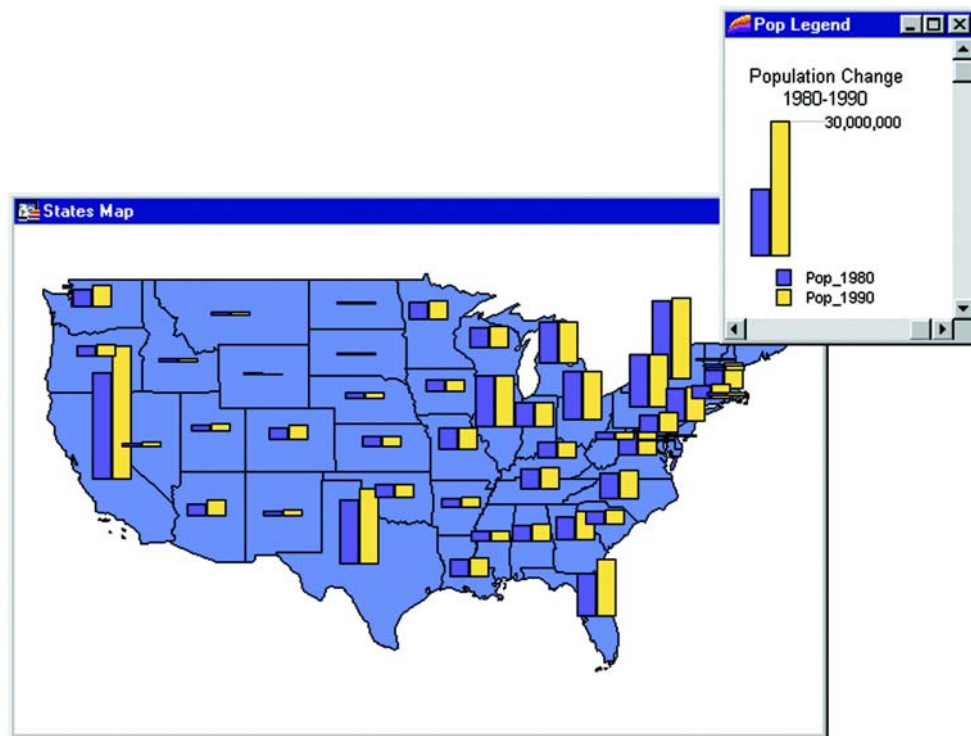 Pop Legend
Population Change
1980-1990
30,000,000
Pop_1980
Pop_1990
States Map